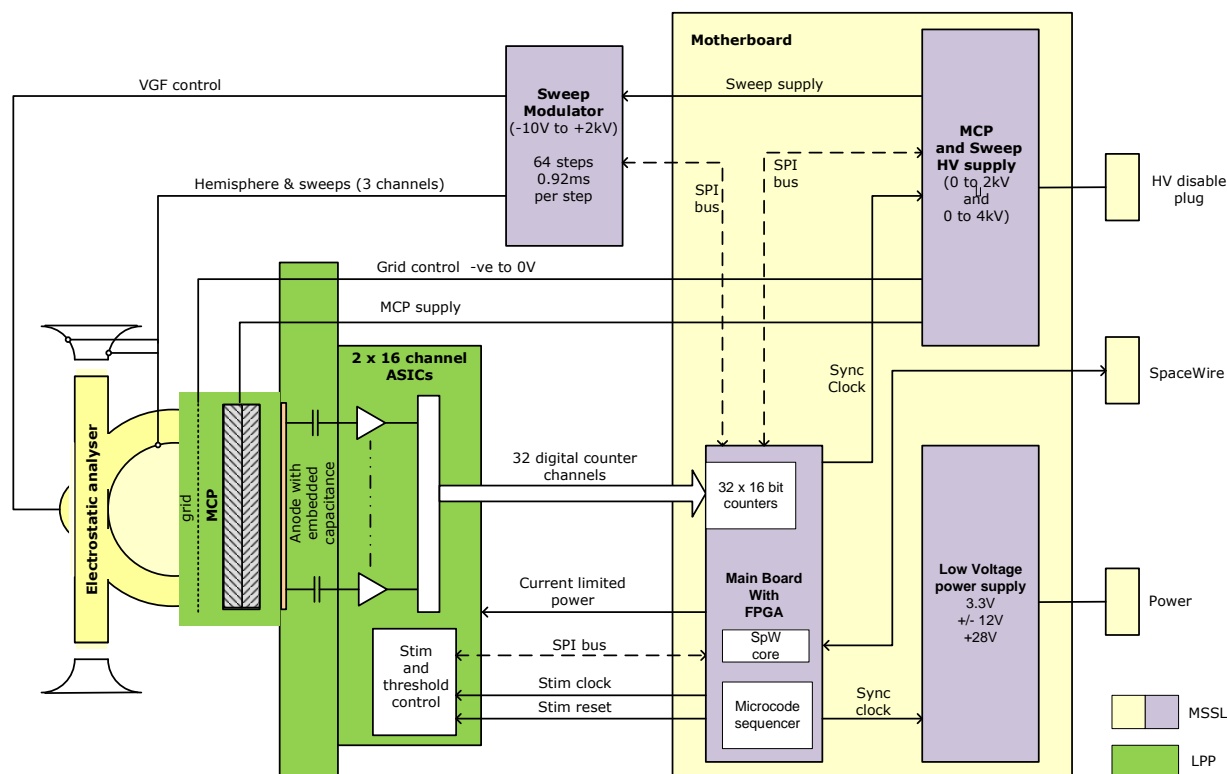 Motherboard
VGF control
Sweep
Modulator
(-10V to +2kV)
64 steps
0.92ms
per step
Sweep supply
MCP
and Sweep
HV supply
(0 to 2kV
and
0 to 4kV)
SPI
bus
SPI
bus
HV disable
plug
Hemisphere & sweeps (3 channels)
Grid control -ve to 0V
MCP supply
2 x 16 channel
ASICs
Sync
Clock
SpaceWire
Electrostatic analyser
grid
MCP
Anode with
embedded
capacitance
32 digital counter
channels
32 x 16 bit
counters
Current limited
power
Main Board
With
FPGA
Low Voltage
power supply
3.3V
+/- 12V
+28V
Power
SpW
core
Stim
and
threshold
control
SPI bus
Stim clock
Stim reset
Microcode
sequencer
Sync
clock
MSSL
LPP